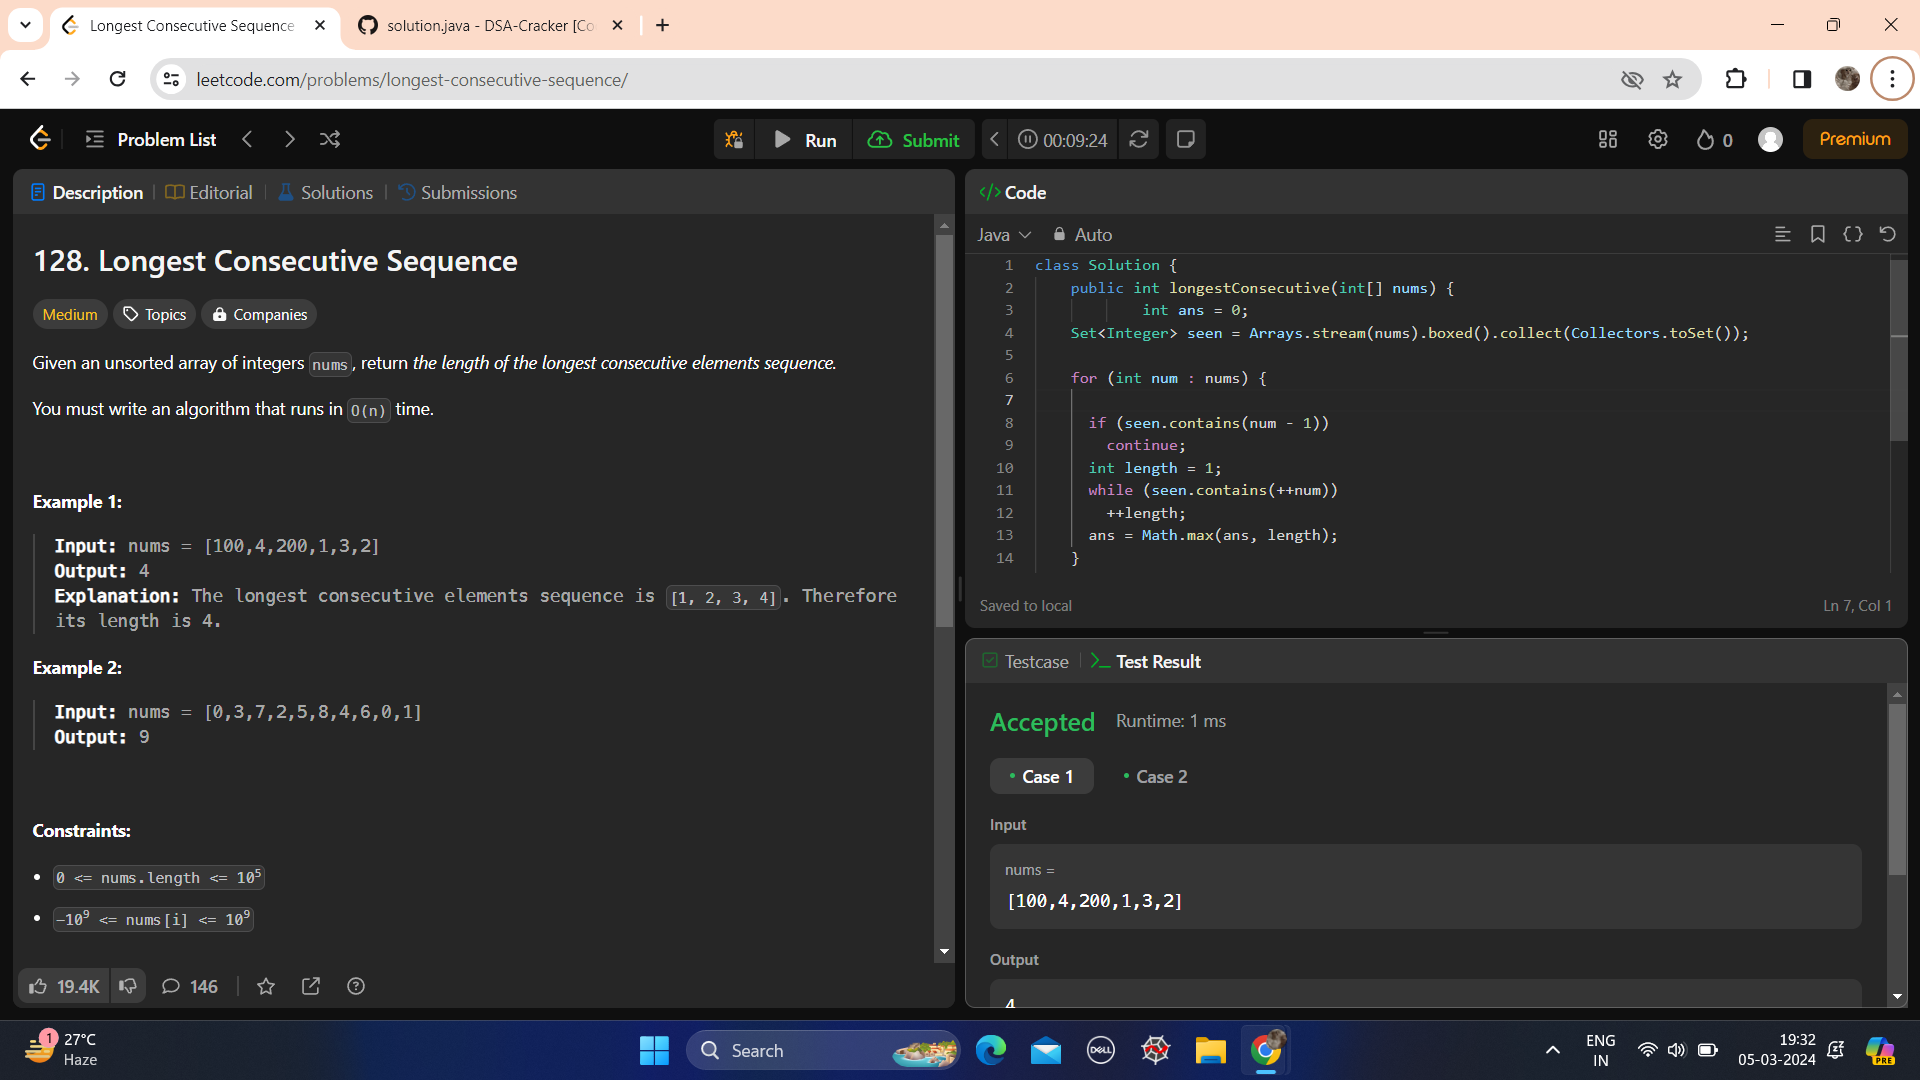 Longest Consecutive Sequence
solution.java - DSA-Cracker [Co
leetcode.com/problems/longest-consecutive-sequence/
Problem List
Run
Submit
00:09:24
0
Premium
Description
Editorial
Solutions
Submissions
128. Longest Consecutive Sequence
Medium
Topics
Companies
Given an unsorted array of integers nums, return the length of the longest consecutive elements sequence.
You must write an algorithm that runs in O(n) time.
Example 1:
Input: nums = [100,4,200,1,3,2]
Output: 4
Explanation: The longest consecutive elements sequence is [1, 2, 3, 4]. Therefore
its length is 4.
Example 2:
Input: nums = [0,3,7,2,5,8,4,6,0,1]
Output: 9
Constraints:
• 0 <= nums.length <= 10⁵
• -10⁹ <= nums[i] <= 10⁹
19.4K
146
</> Code
Java
Auto
1 class Solution {
2 public int longestConsecutive(int[] nums) {
3 int ans = 0;
4 Set<Integer> seen = Arrays.stream(nums).boxed().collect(Collectors.toSet());
5
6 for (int num : nums) {
7
8 if (seen.contains(num - 1))
9 continue;
10 int length = 1;
11 while (seen.contains(++num))
12 ++length;
13 ans = Math.max(ans, length);
14 }
Saved to local
Ln 7, Col 1
Testcase
Test Result
Accepted
Runtime: 1 ms
• Case 1
• Case 2
Input
nums =
[100,4,200,1,3,2]
Output
4
1
27°C
Haze
Search
DELL
ENG
IN
19:32
05-03-2024
PRE